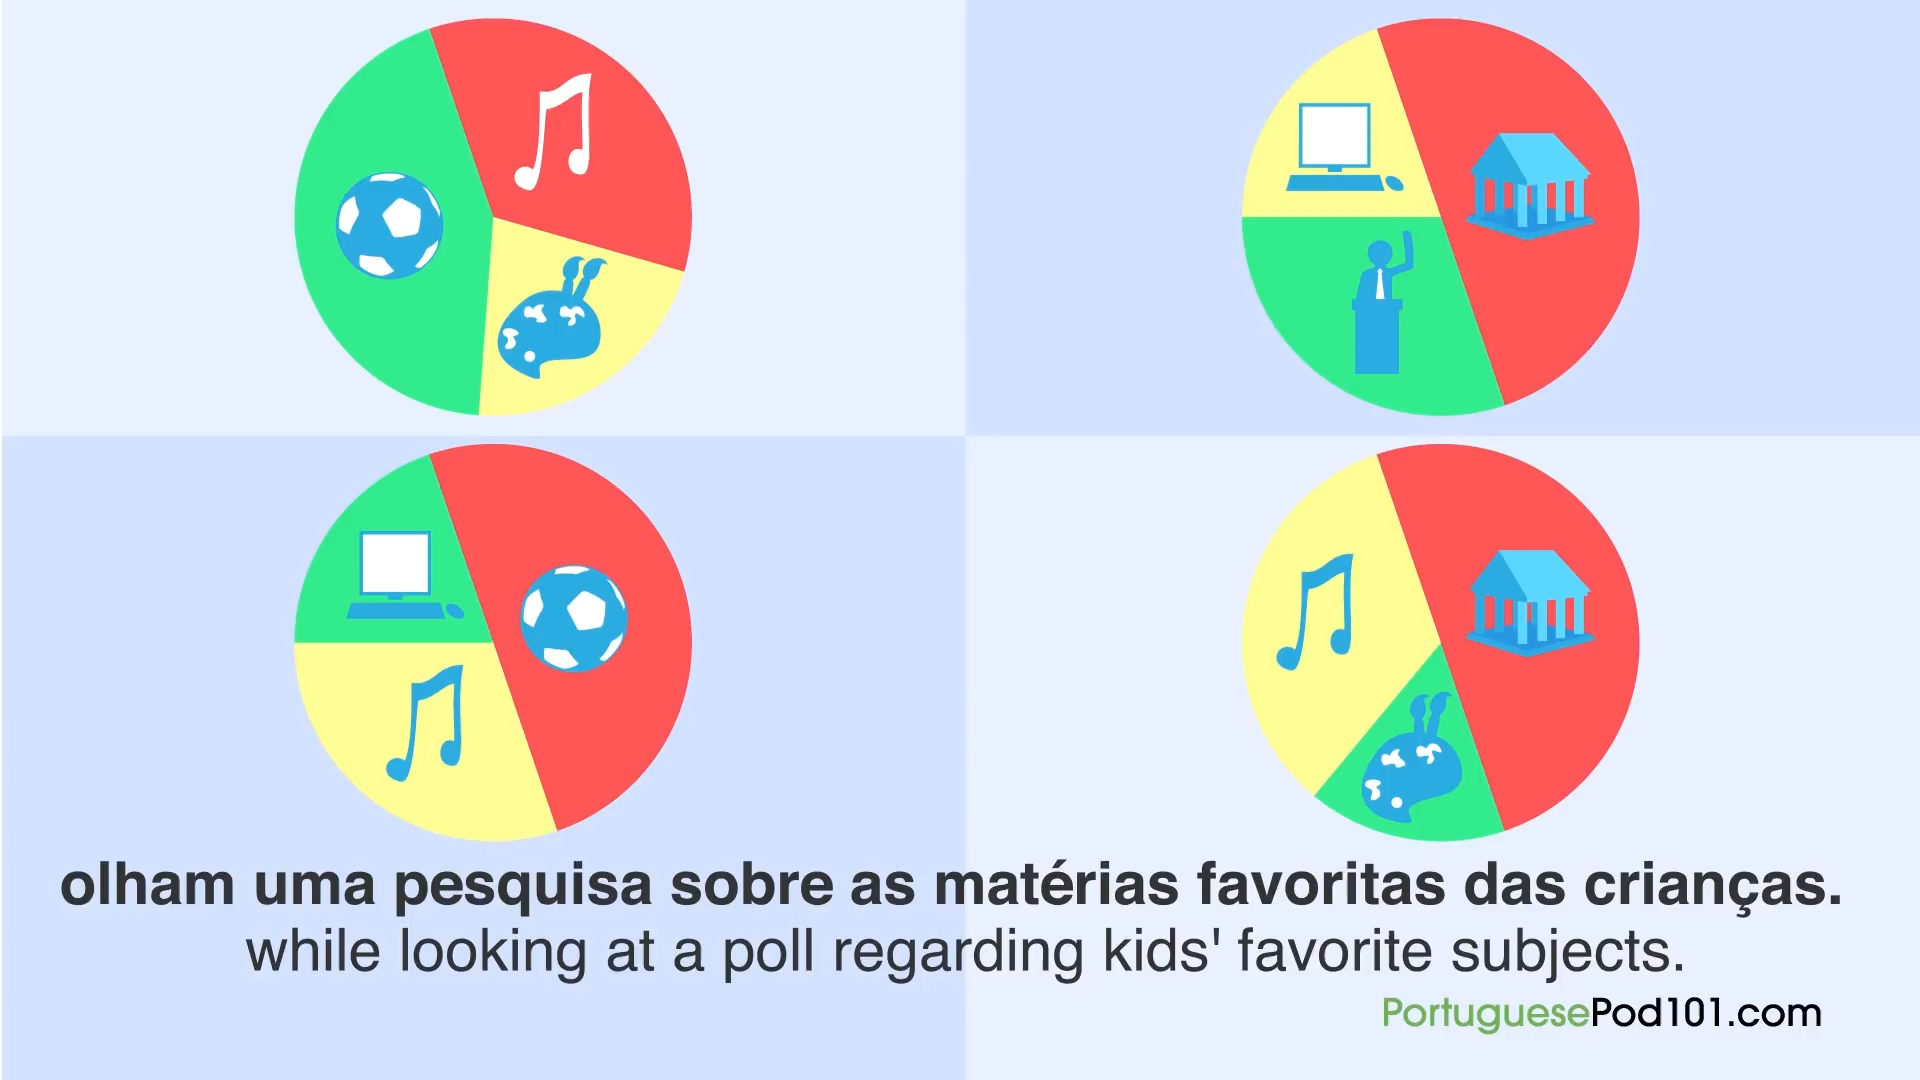 olham uma pesquisa sobre as matérias favoritas das crianças.
while looking at a poll regarding kids' favorite subjects.
PortuguesePod101.com